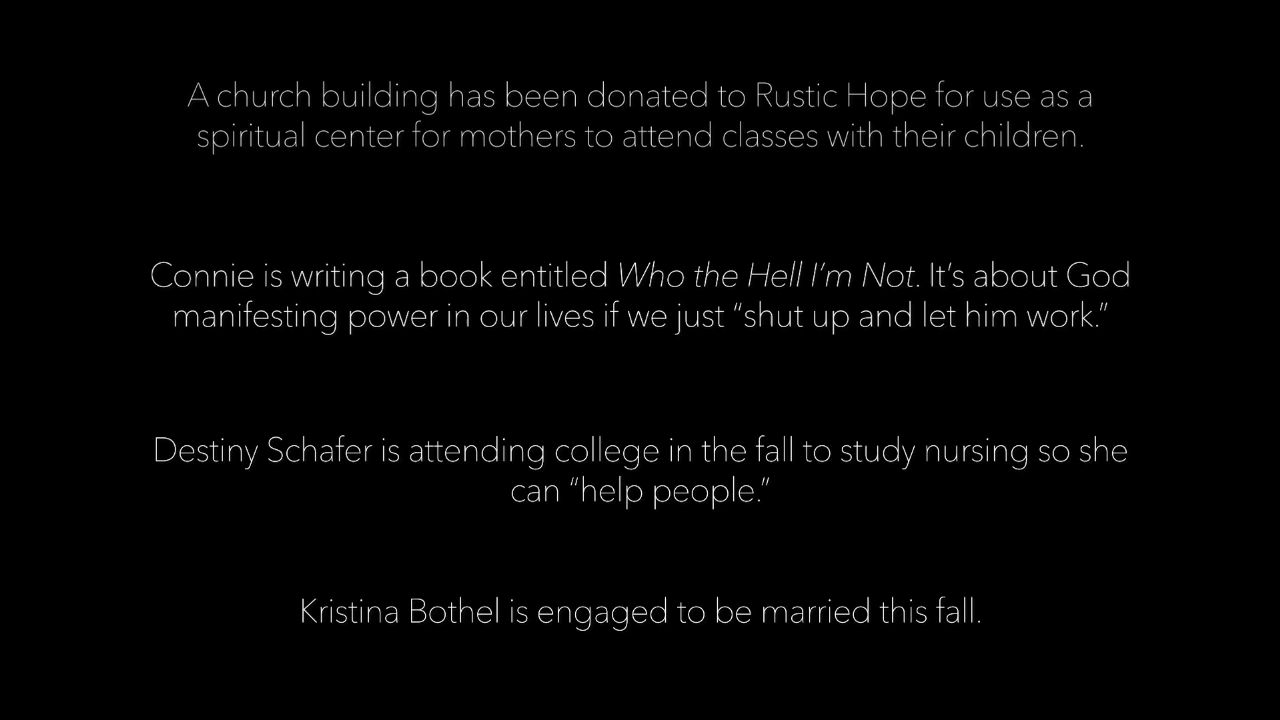 A church building has been donated to Rustic Hope for use as a
spiritual center for mothers to attend classes with their children.
Connie is writing a book entitled Who the Hell I’m Not. It’s about God
manifesting power in our lives if we just “shut up and let him work.”
Destiny Schafer is attending college in the fall to study nursing so she
can “help people.”
Kristina Bothel is engaged to be married this fall.